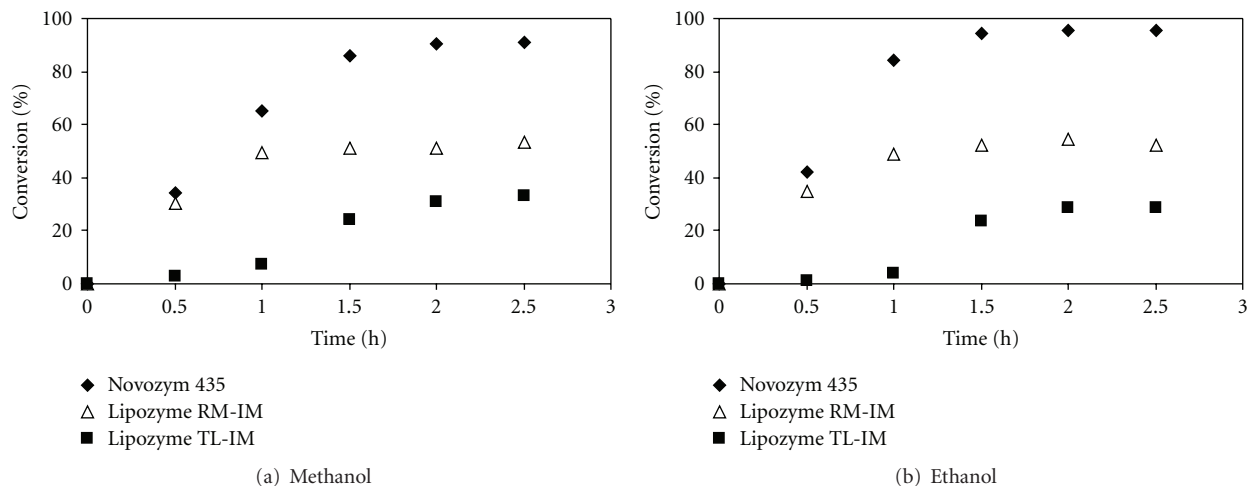 100
80
60
40
20
0
Conversion (%)
0 0.5 1 1.5 2 2.5 3
Time (h)
Novozym 435
Lipozyme RM-IM
Lipozyme TL-IM
(a) Methanol
100
80
60
40
20
0
Conversion (%)
0 0.5 1 1.5 2 2.5 3
Time (h)
Novozym 435
Lipozyme RM-IM
Lipozyme TL-IM
(b) Ethanol